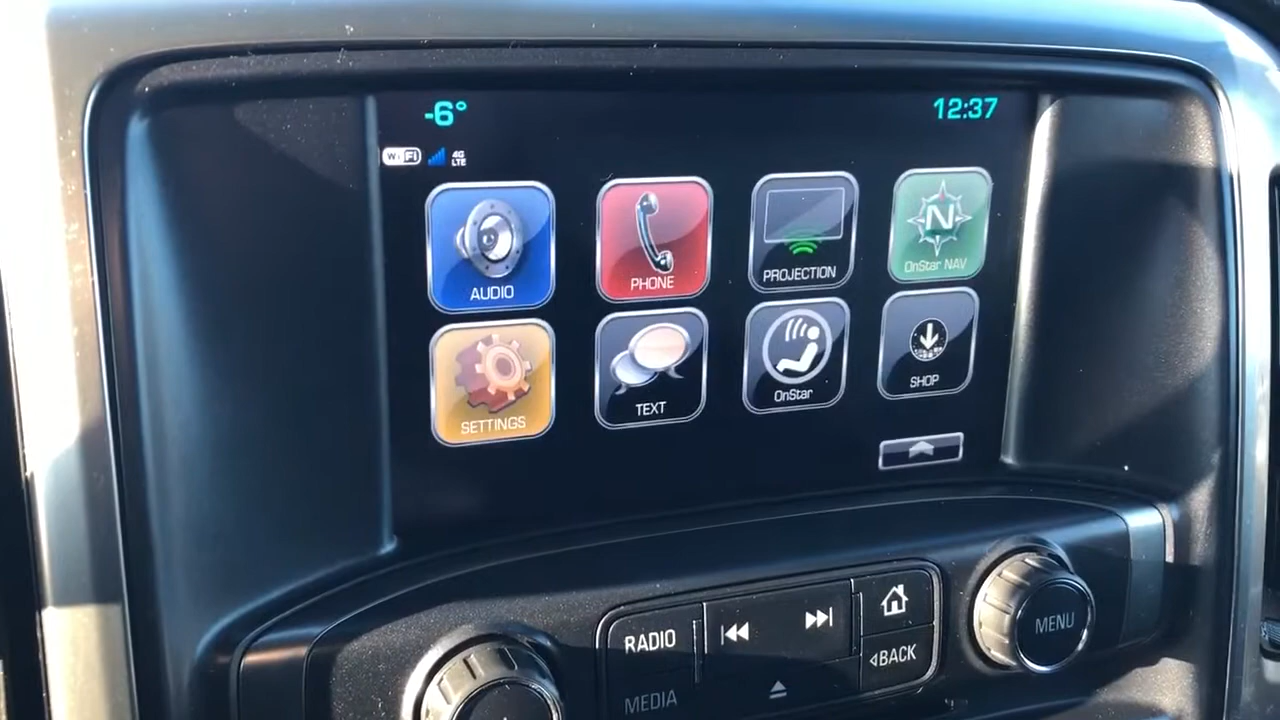 -6° 12:37
WiFi 4G
LTE
AUDIO PHONE PROJECTION N
OnStar NAV
SETTINGS TEXT OnStar SHOP
RADIO
MEDIA
BACK
MENU